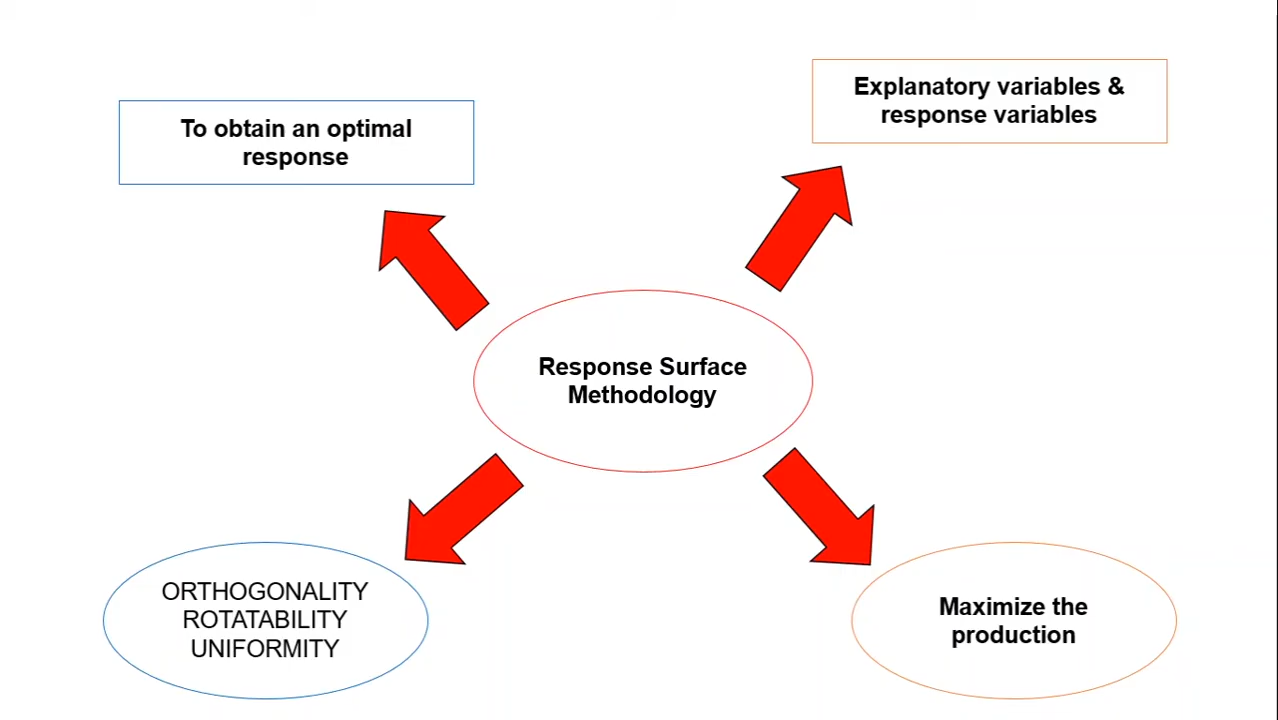 To obtain an optimal
response
Explanatory variables &
response variables
Response Surface
Methodology
ORTHOGONALITY
ROTATABILITY
UNIFORMITY
Maximize the
production